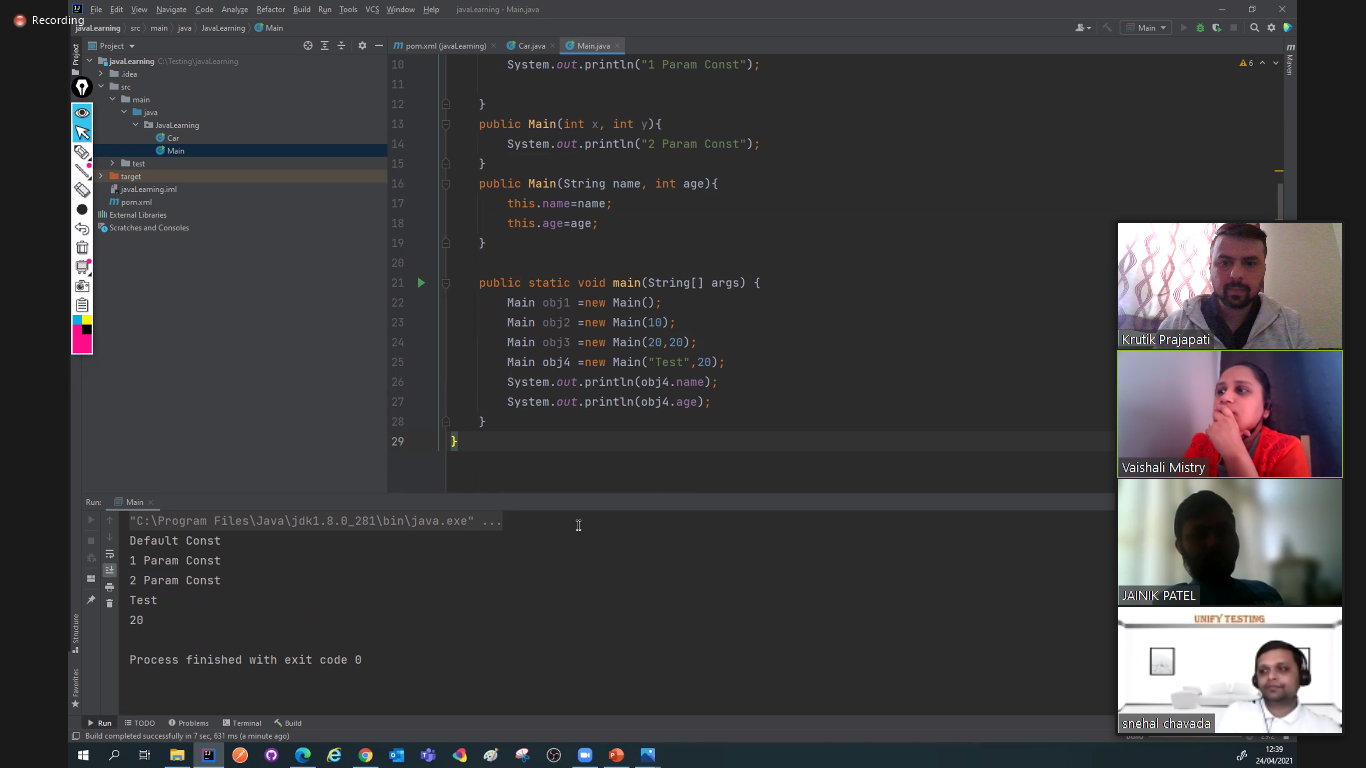 Recording
File Edit View Navigate Code Analyze Refactor Build Run Tools VCS Window Help javaLearning - Main.java
javaLearning src main java JavaLearning Main
Main
Project
pom.xml (javaLearning) Car.java Main.java
Project
Maven
javaLearning C:\Testing\javaLearning
.idea
src
main
java
JavaLearning
Car
Main
test
target
javaLearning.iml
pom.xml
External Libraries
Scratches and Consoles
6
10 System.out.println("1 Param Const");
11
12 }
13 public Main(int x, int y){
14 System.out.println("2 Param Const");
15 }
16 public Main(String name, int age){
17 this.name=name;
18 this.age=age;
19 }
20
21 public static void main(String[] args) {
22 Main obj1 =new Main();
23 Main obj2 =new Main(10);
24 Main obj3 =new Main(20,20);
25 Main obj4 =new Main("Test",20);
26 System.out.println(obj4.name);
27 System.out.println(obj4.age);
28 }
29 }
Run: Main
"C:\Program Files\Java\jdk1.8.0_281\bin\java.exe" ...
Default Const
1 Param Const
2 Param Const
Test
20
Process finished with exit code 0
Structure
Favorites
Run TODO Problems Terminal Build
Build completed successfully in 7 sec, 631 ms (a minute ago)
Krutik Prajapati
Vaishali Mistry
JAINIK PATEL
UNIFY TESTING
snehal chavada
12:39
24/04/2021